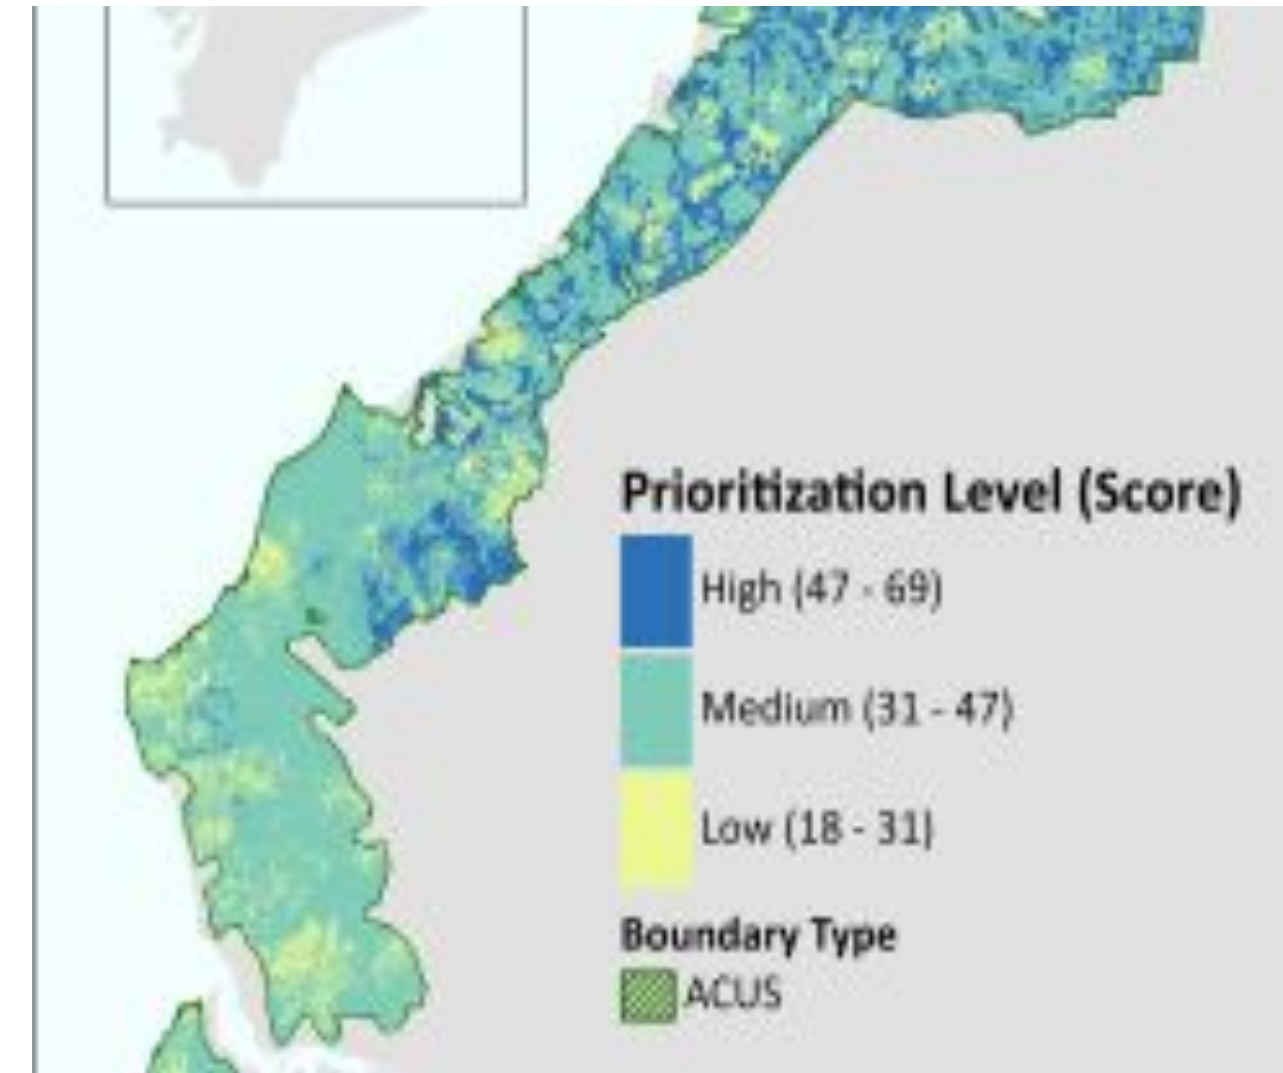 Prioritization Level (Score)
High (47 - 69)
Medium (31 - 47)
Low (18 - 31)
Boundary Type
ACUS